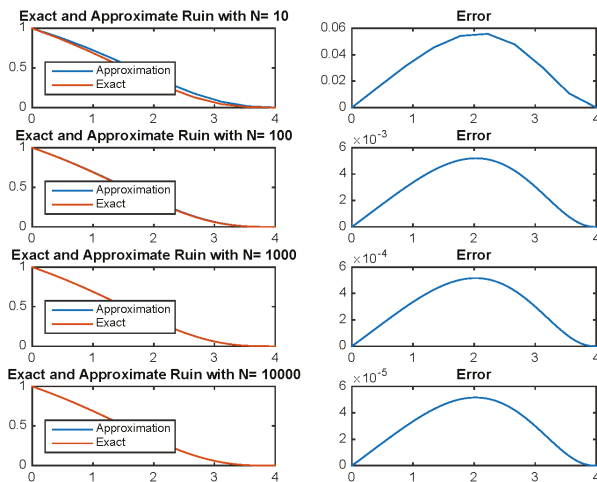 Exact and Approximate Ruin with N= 10
Error
1
0.5
0
0 1 2 3 4
Approximation
Exact
0.06
0.04
0.02
0
0 1 2 3 4
Exact and Approximate Ruin with N= 100
Error
1
0.5
0
0 1 2 3 4
Approximation
Exact
×10⁻³
6
4
2
0
0 1 2 3 4
Exact and Approximate Ruin with N= 1000
Error
1
0.5
0
0 1 2 3 4
Approximation
Exact
×10⁻⁴
6
4
2
0
0 1 2 3 4
Exact and Approximate Ruin with N= 10000
Error
1
0.5
0
0 1 2 3 4
Approximation
Exact
×10⁻⁵
6
4
2
0
0 1 2 3 4